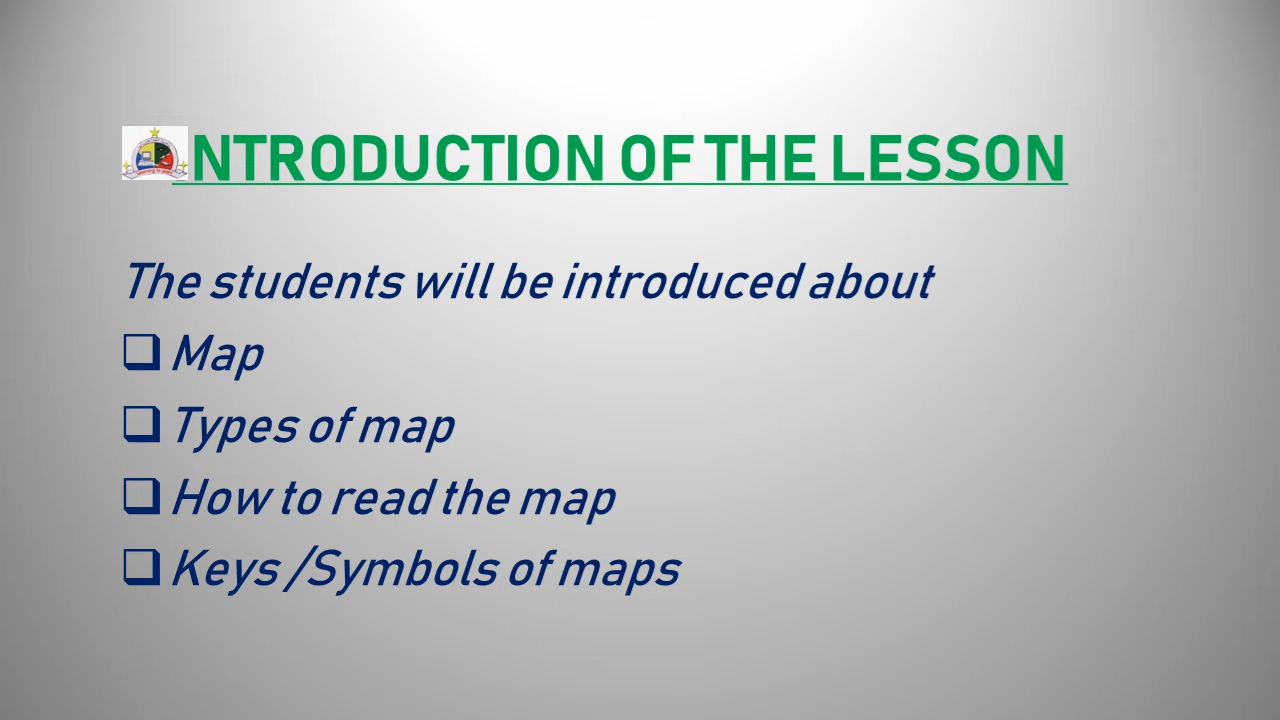 NTRODUCTION OF THE LESSON
The students will be introduced about
Map
Types of map
How to read the map
Keys /Symbols of maps